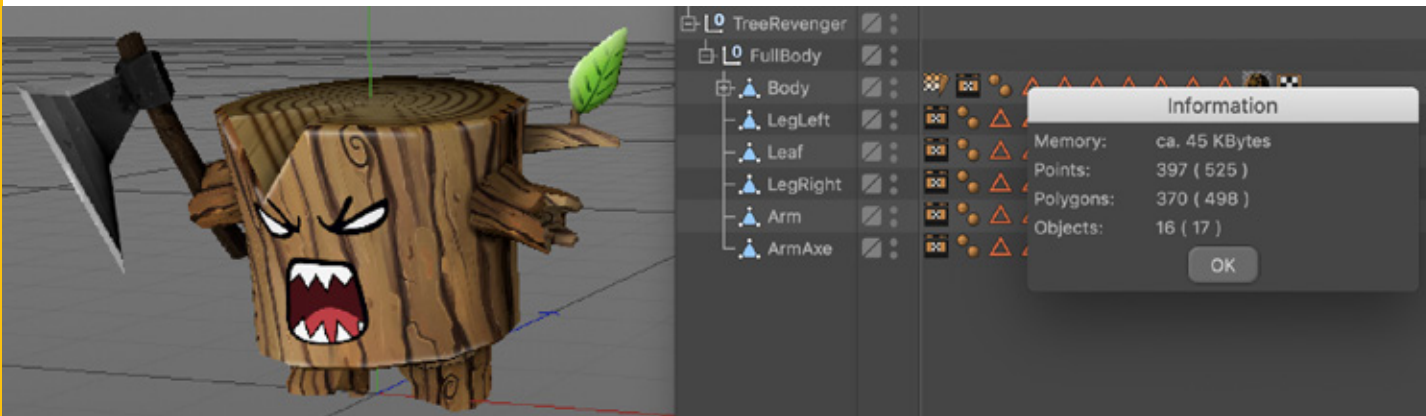 TreeRevenger
FullBody
Body
LegLeft
Leaf
LegRight
Arm
ArmAxe
Information
Memory: ca. 45 KBytes
Points: 397 ( 525 )
Polygons: 370 ( 498 )
Objects: 16 ( 17 )
OK